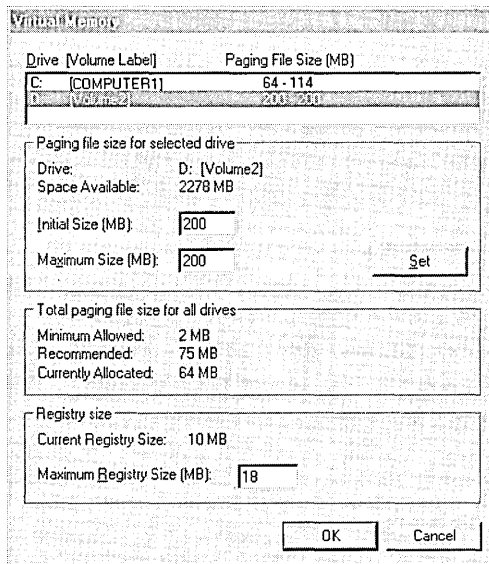 Virtual Memory
Drive [Volume Label] Paging File Size (MB)
C: [COMPUTER1] 64 - 114
D: [Volume2] 200 - 200
Paging file size for selected drive
Drive: D: [Volume2]
Space Available: 2278 MB
Initial Size (MB): 200
Maximum Size (MB): 200
Set
Total paging file size for all drives
Minimum Allowed: 2 MB
Recommended: 75 MB
Currently Allocated: 64 MB
Registry size
Current Registry Size: 10 MB
Maximum Registry Size (MB): 18
OK Cancel